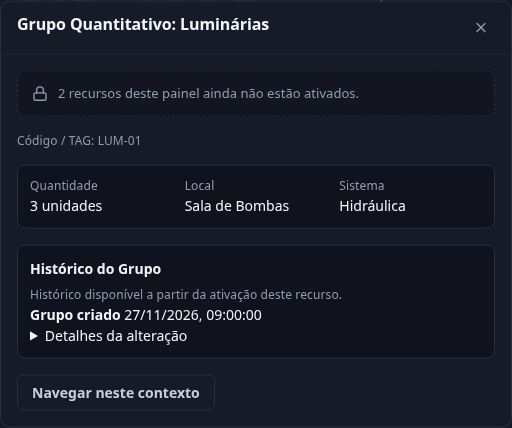 Grupo Quantitativo: Luminárias
2 recursos deste painel ainda não estão ativados.
Código / TAG: LUM-01
Quantidade Local Sistema
3 unidades Sala de Bombas Hidráulica
Histórico do Grupo
Histórico disponível a partir da ativação deste recurso.
Grupo criado 27/11/2026, 09:00:00
Detalhes da alteração
Navegar neste contexto